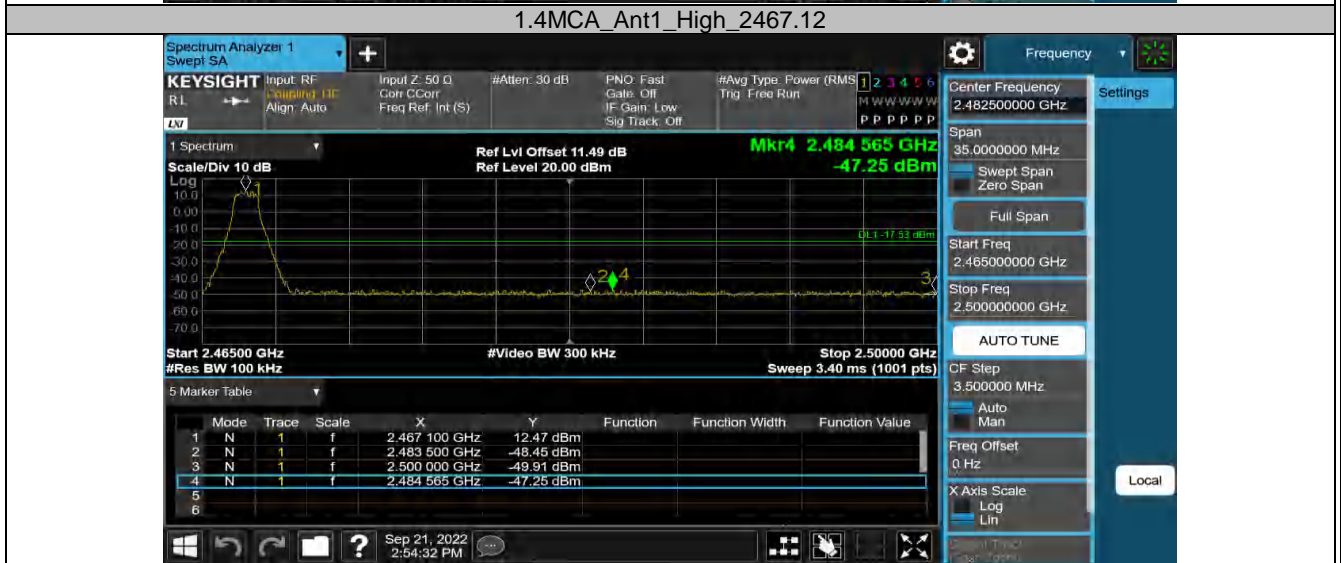 1.4MCA_Ant1_High_2467.12
Spectrum Analyzer 1
Swept SA
Frequency
KEYSIGHT
RL
LXI
Input: RF
Align: Auto
Input Z: 50 Ω
Corr CCorr
Freq Ref: Int (S)
#Atten: 30 dB
PNO: Fast
Gate: Off
IF Gain: Low
Sig Track: Off
#Avg Type: Power (RMS
Trig: Free Run
1 2 3 4 5 6
M W W W W W
P P P P P P
Center Frequency
2.482500000 GHz
Settings
1 Spectrum
Scale/Div 10 dB
Ref Lvl Offset 11.49 dB
Ref Level 20.00 dBm
Mkr4 2.484 565 GHz
-47.25 dBm
Span
35.0000000 MHz
Swept Span
Zero Span
Full Span
Log
10.0
0.00
-10.0
-20.0
-30.0
-40.0
-50.0
-60.0
-70.0
1
2
4
3
DL1 -17.53 dBm
Start Freq
2.465000000 GHz
Stop Freq
2.500000000 GHz
AUTO TUNE
Start 2.46500 GHz
#Video BW 300 kHz
Stop 2.50000 GHz
#Res BW 100 kHz
Sweep 3.40 ms (1001 pts)
CF Step
3.500000 MHz
Auto
Man
5 Marker Table
Mode Trace Scale X Y Function Function Width Function Value
1 N 1 f 2.467 100 GHz 12.47 dBm
2 N 1 f 2.483 500 GHz -48.45 dBm
3 N 1 f 2.500 000 GHz -49.91 dBm
4 N 1 f 2.484 565 GHz -47.25 dBm
5
6
Freq Offset
0 Hz
X Axis Scale
Log
Lin
Local
Sep 21, 2022
2:54:32 PM